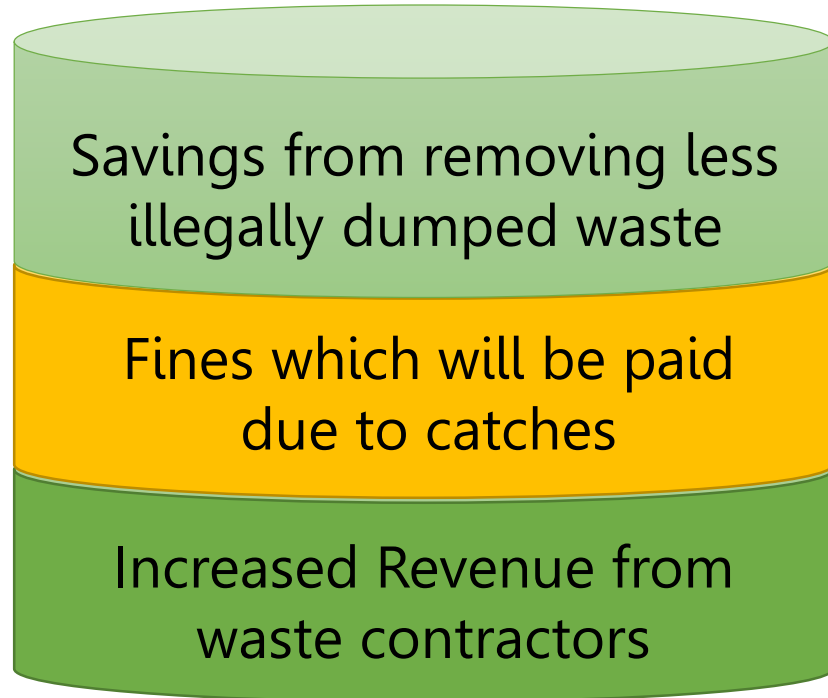 Savings from removing less
illegally dumped waste
Fines which will be paid
due to catches
Increased Revenue from
waste contractors